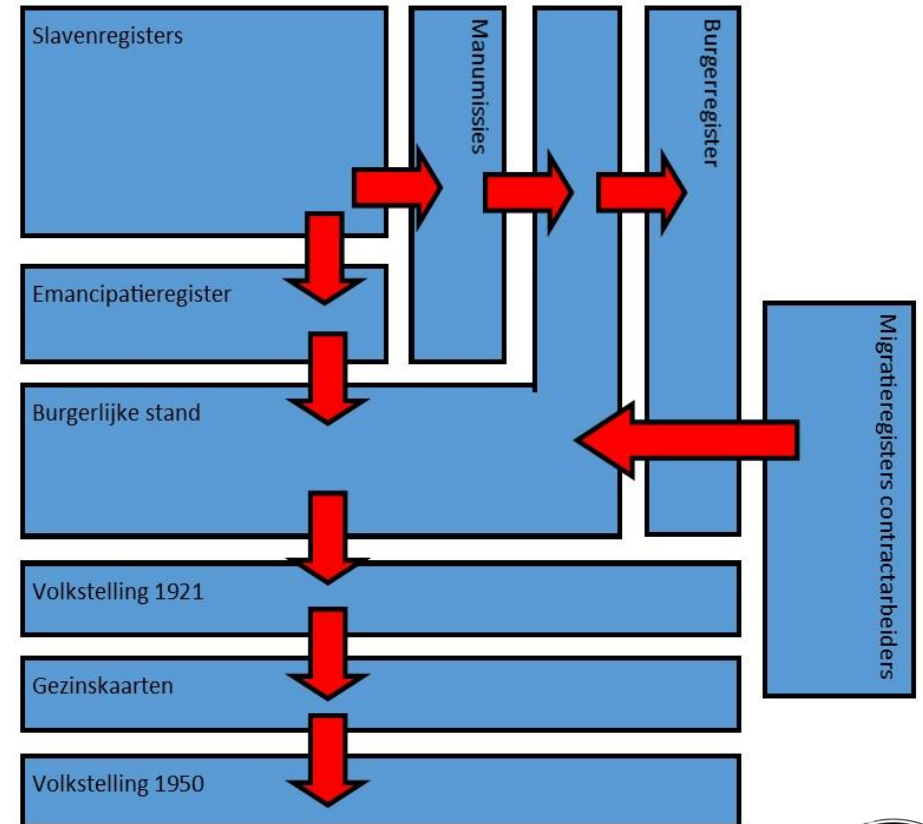 Slavenregisters
Manumissies
Burgerregister
Emancipatieregister
Burgerlijke stand
Migratieregisters contractarbeiders
Volkstelling 1921
Gezinskaarten
Volkstelling 1950